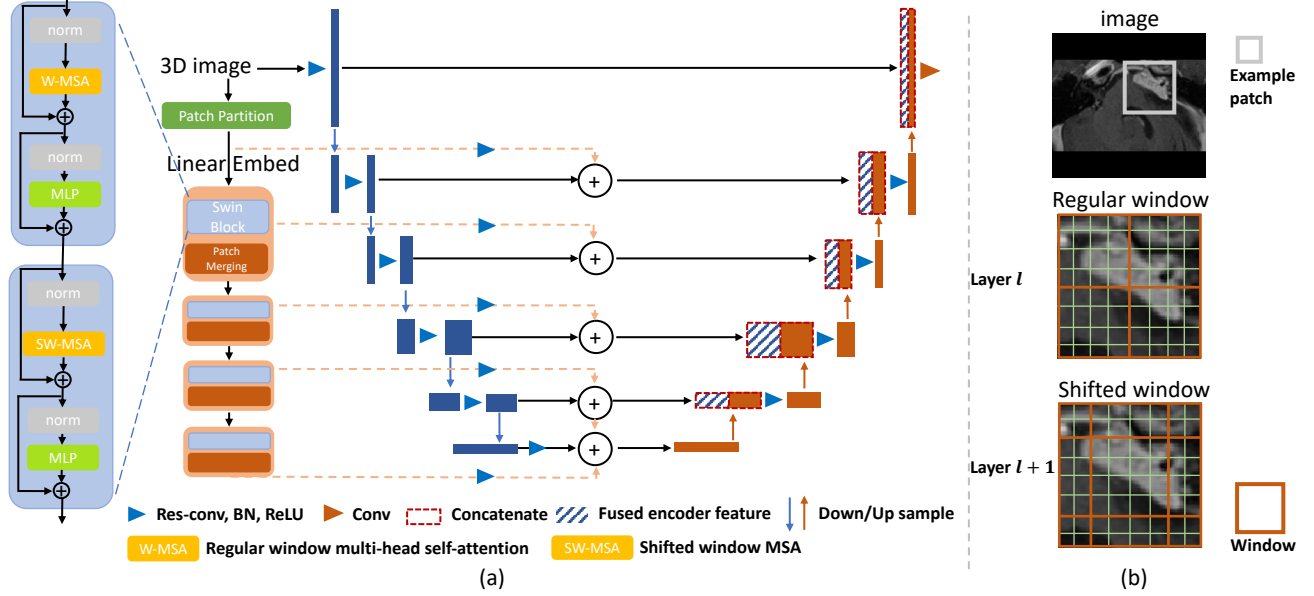 norm
W-MSA
norm
MLP
norm
SW-MSA
norm
MLP
3D image
Patch Partition
Linear Embed
Swin
Block
Patch
Merging
+
+
+
+
+
Res-conv, BN, ReLU
Conv
Concatenate
Fused encoder feature
Down/Up sample
W-MSA
Regular window multi-head self-attention
SW-MSA
Shifted window MSA
(a)
image
Example
patch
Regular window
Layer l
Shifted window
Layer l + 1
Window
(b)